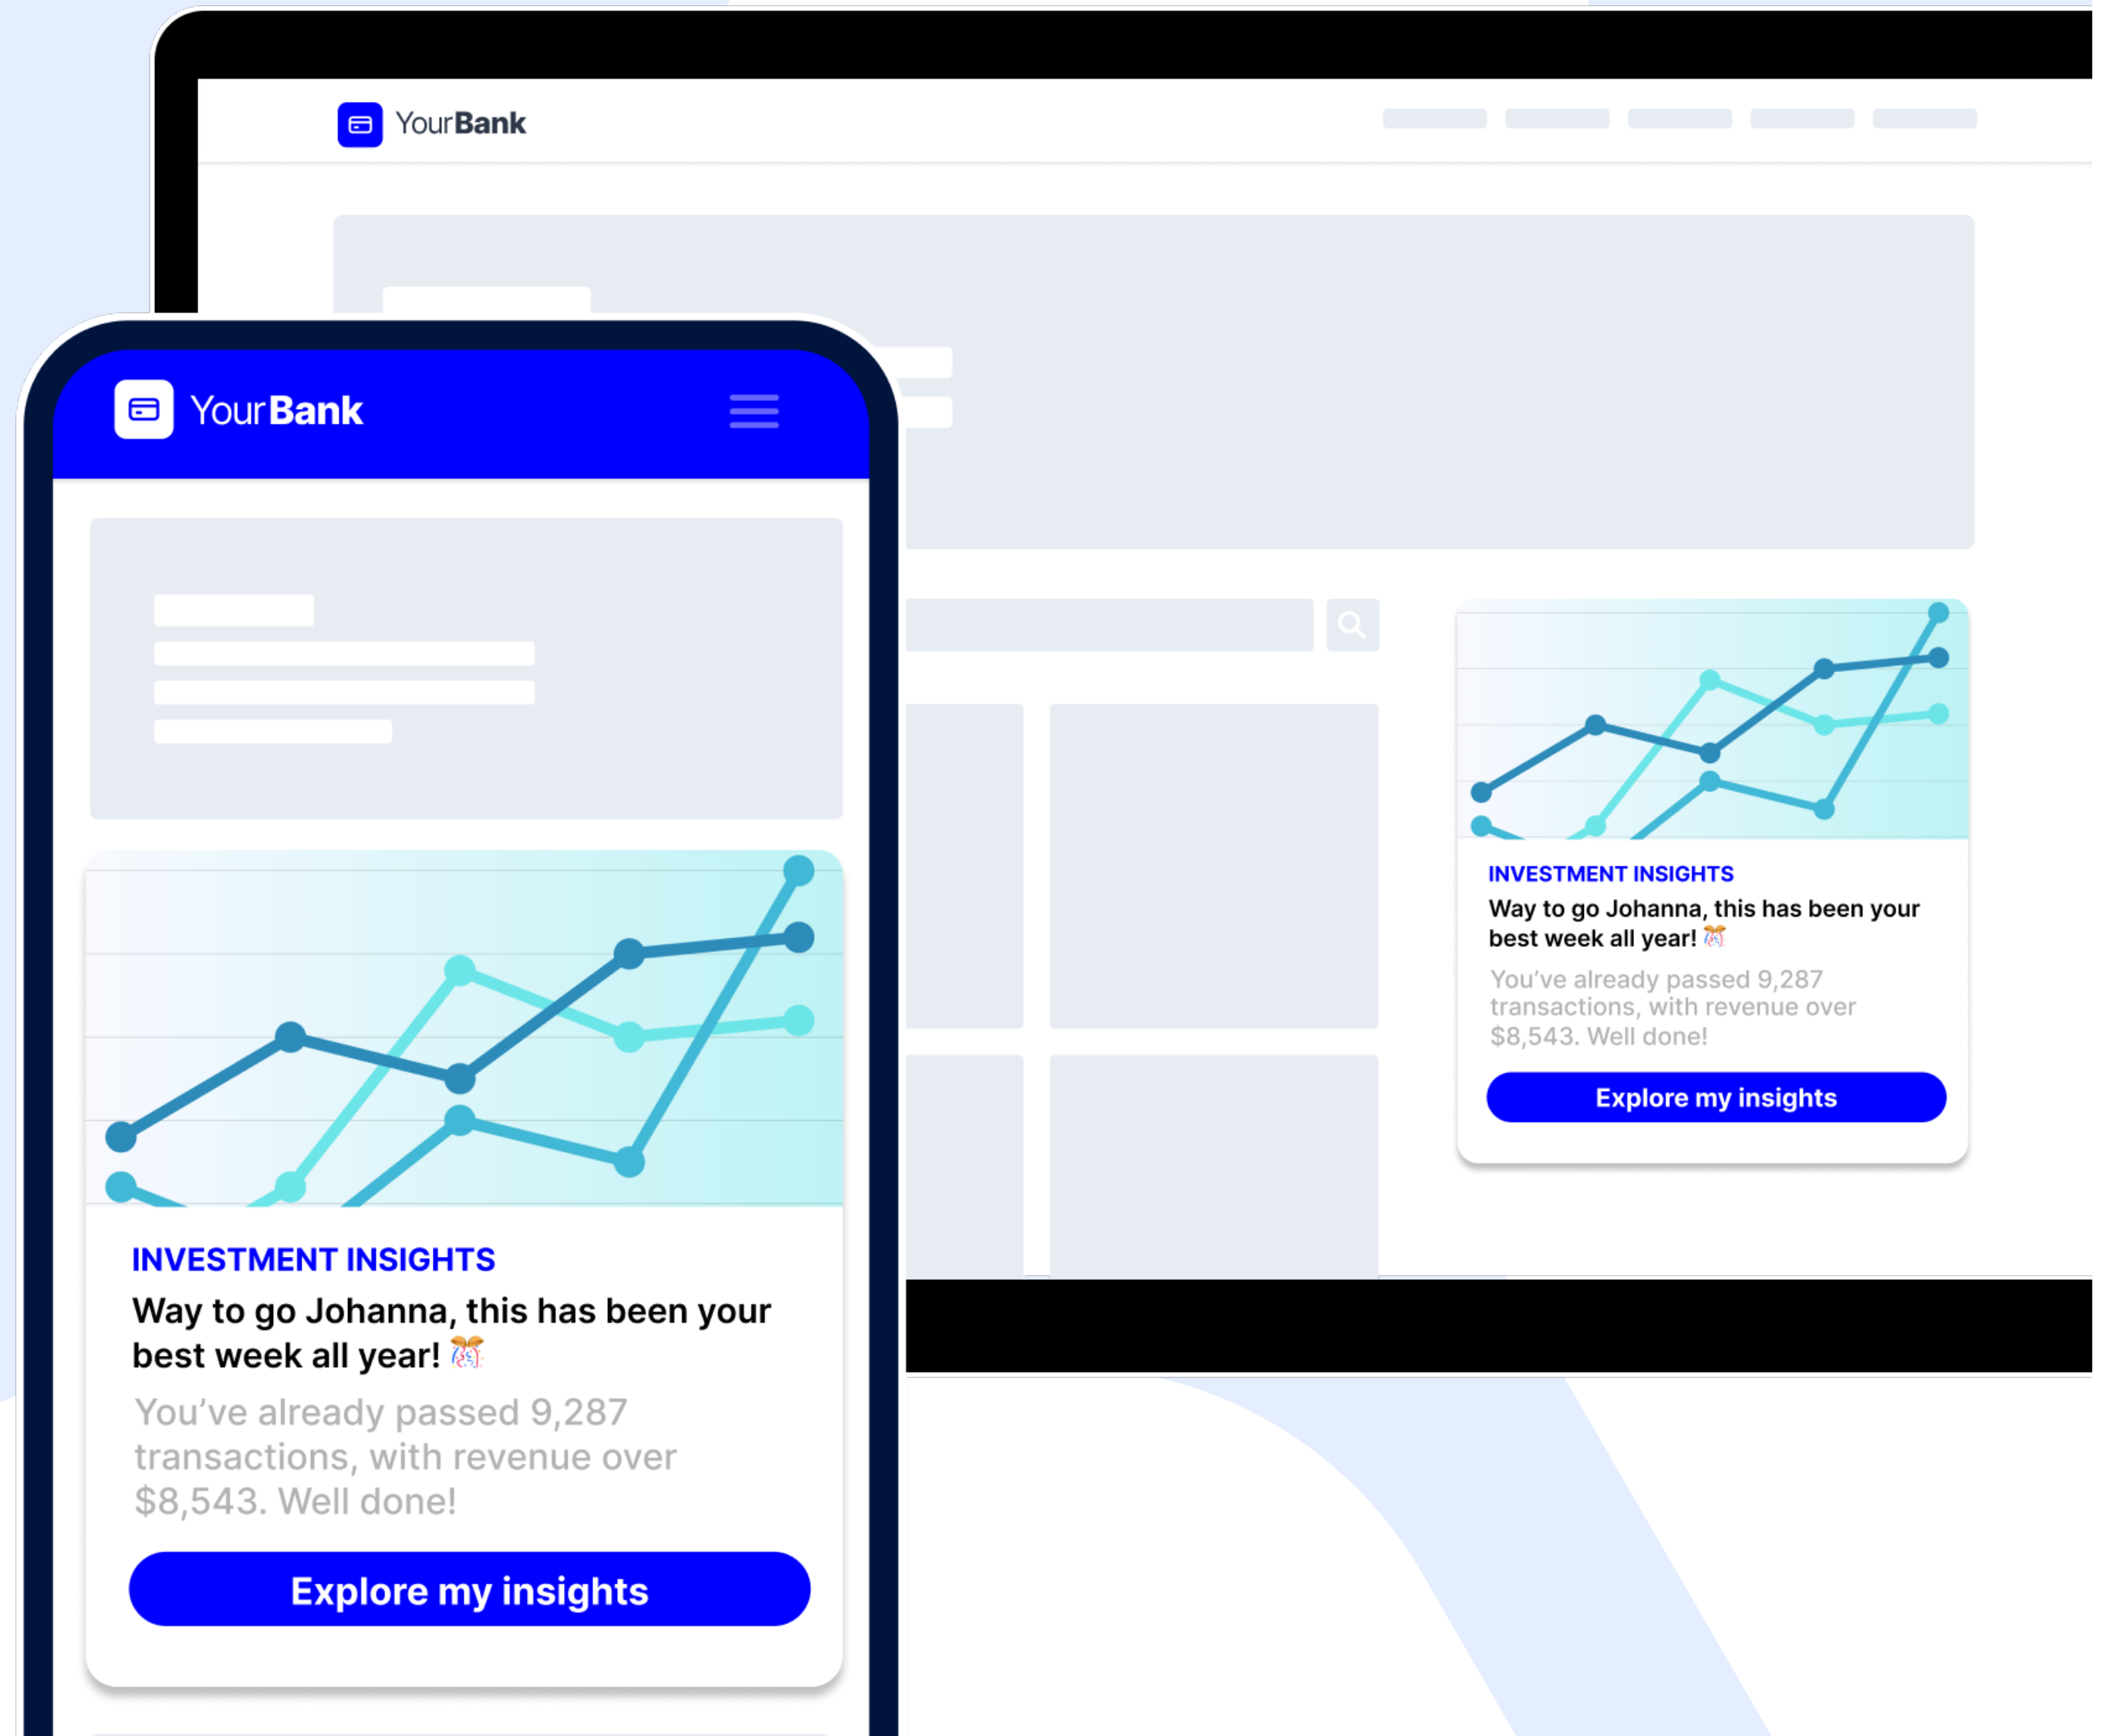 YourBank
YourBank
INVESTMENT INSIGHTS
Way to go Johanna, this has been your
best week all year! 🎊
You’ve already passed 9,287
transactions, with revenue over
$8,543. Well done!
Explore my insights
INVESTMENT INSIGHTS
Way to go Johanna, this has been your
best week all year! 🎊
You’ve already passed 9,287
transactions, with revenue over
$8,543. Well done!
Explore my insights